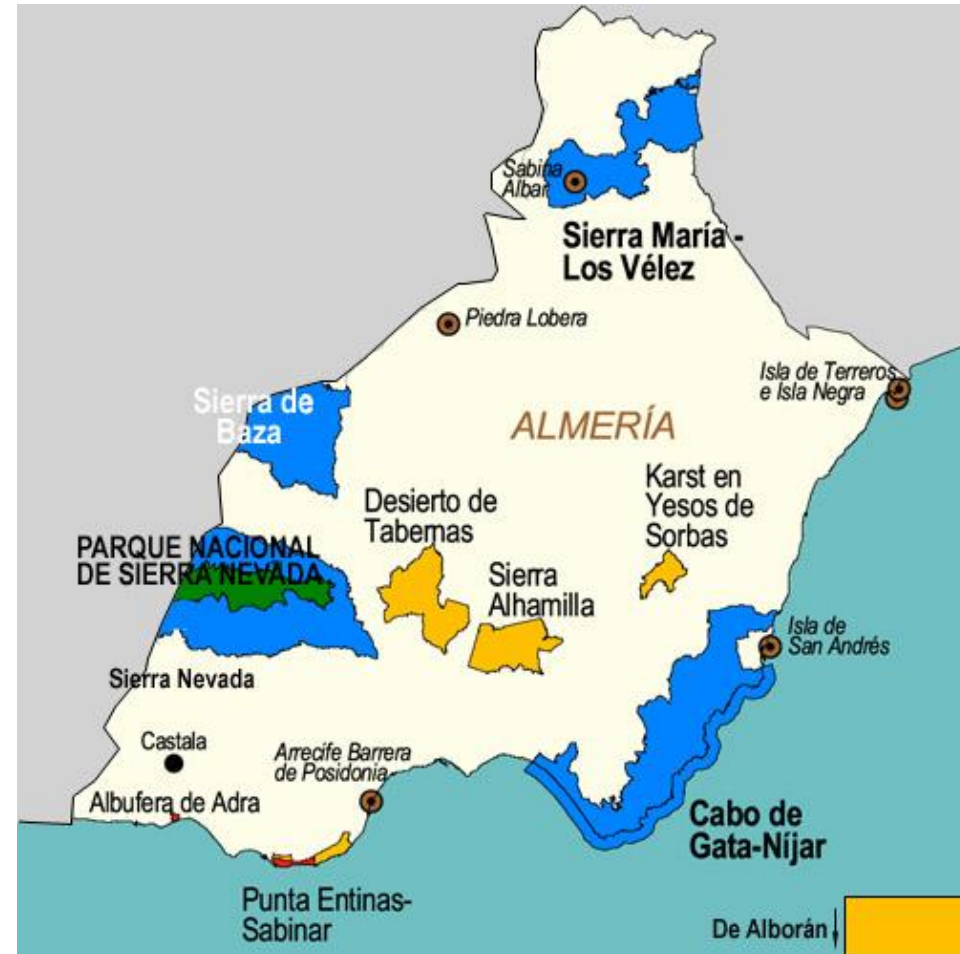 Sabina
Albar
Sierra María -
Los Vélez
Piedra Lobera
Isla de Terreros
e Isla Negra
Sierra de
Baza
ALMERÍA
Karst en
Yesos de
Sorbas
Desierto de
Tabernas
PARQUE NACIONAL
DE SIERRA NEVADA
Sierra
Alhamilla
Isla de
San Andrés
Sierra Nevada
Castala
Arrecife Barrera
de Posidonia
Albufera de Adra
Cabo de
Gata-Níjar
Punta Entinas-
Sabinar
De Alborán